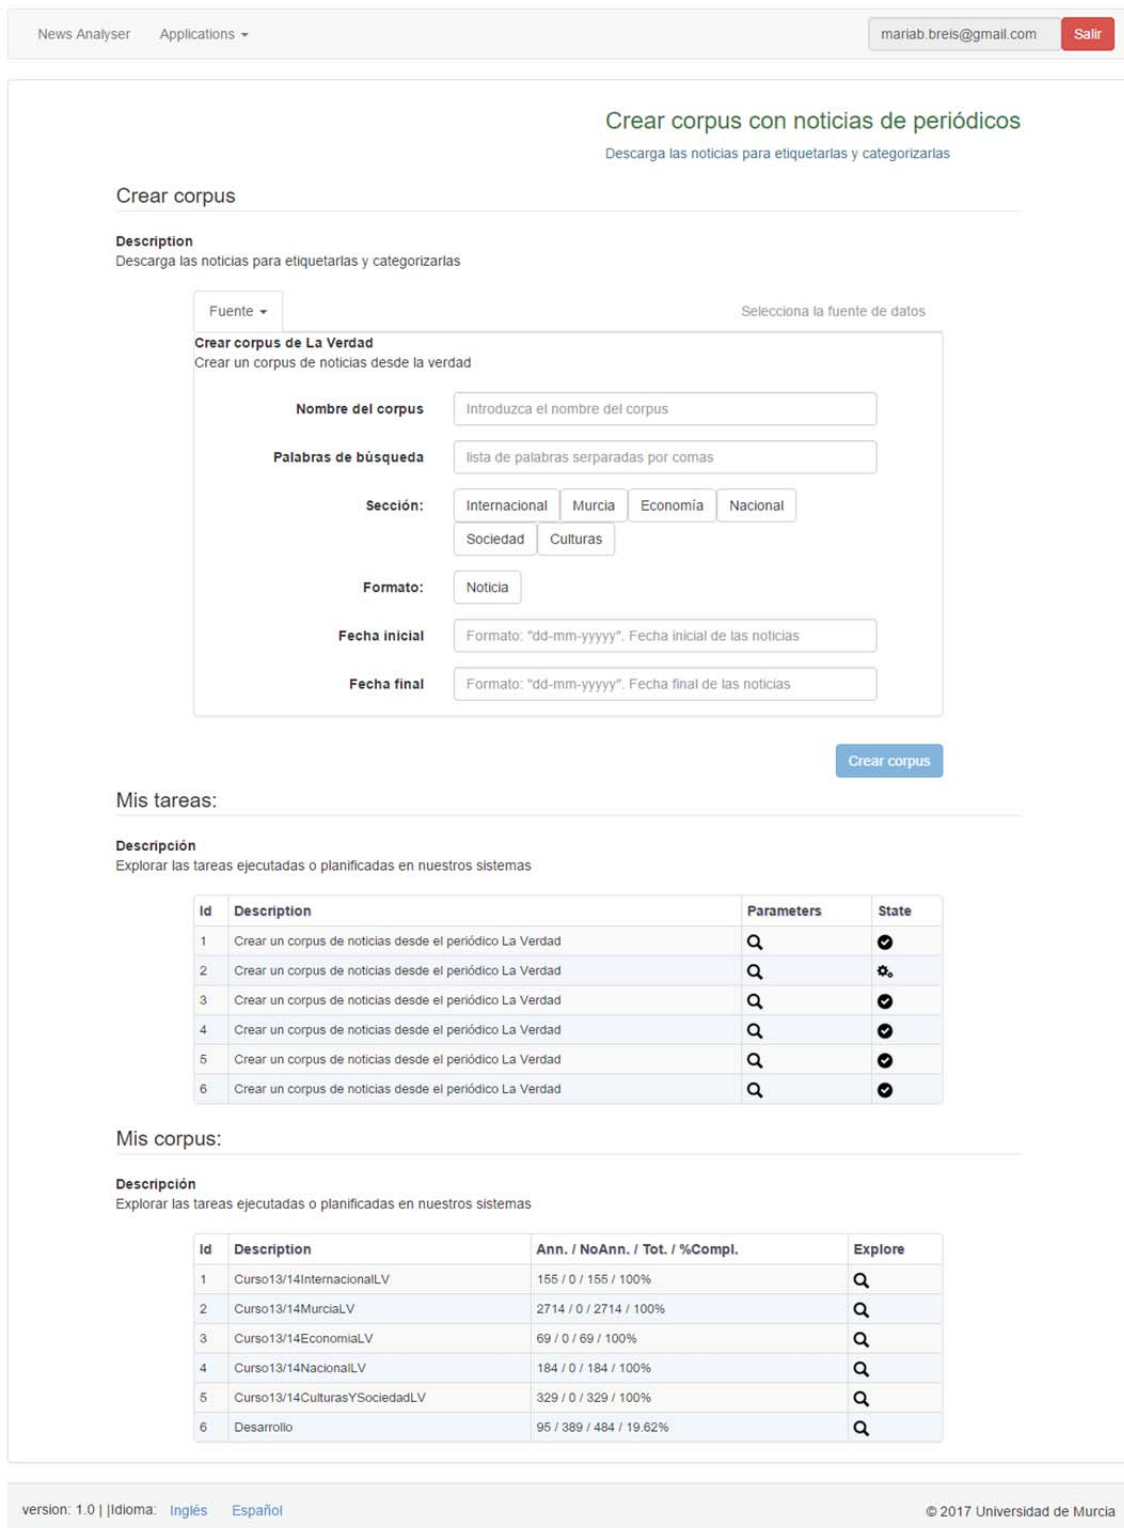 News Analyser Applications mariab.breis@gmail.com Salir
Crear corpus con noticias de periódicos
Descarga las noticias para etiquetarlas y categorizarlas
Crear corpus
Description
Descarga las noticias para etiquetarlas y categorizarlas
Fuente Selecciona la fuente de datos
Crear corpus de La Verdad
Crear un corpus de noticias desde la verdad
Nombre del corpus Introduzca el nombre del corpus
Palabras de búsqueda lista de palabras serparadas por comas
Sección: Internacional Murcia Economía Nacional
Sociedad Culturas
Formato: Noticia
Fecha inicial Formato: "dd-mm-yyyyy". Fecha inicial de las noticias
Fecha final Formato: "dd-mm-yyyyy". Fecha final de las noticias
Crear corpus
Mis tareas:
Descripción
Explorar las tareas ejecutadas o planificadas en nuestros sistemas
Id Description Parameters State
1 Crear un corpus de noticias desde el periódico La Verdad
2 Crear un corpus de noticias desde el periódico La Verdad
3 Crear un corpus de noticias desde el periódico La Verdad
4 Crear un corpus de noticias desde el periódico La Verdad
5 Crear un corpus de noticias desde el periódico La Verdad
6 Crear un corpus de noticias desde el periódico La Verdad
Mis corpus:
Descripción
Explorar las tareas ejecutadas o planificadas en nuestros sistemas
Id Description Ann. / NoAnn. / Tot. / %Compl. Explore
1 Curso13/14InternacionalLV 155 / 0 / 155 / 100%
2 Curso13/14MurciaLV 2714 / 0 / 2714 / 100%
3 Curso13/14EconomiaLV 69 / 0 / 69 / 100%
4 Curso13/14NacionalLV 184 / 0 / 184 / 100%
5 Curso13/14CulturasYSociedadLV 329 / 0 / 329 / 100%
6 Desarrollo 95 / 389 / 484 / 19.62%
version: 1.0 | |Idioma: Inglés Español © 2017 Universidad de Murcia